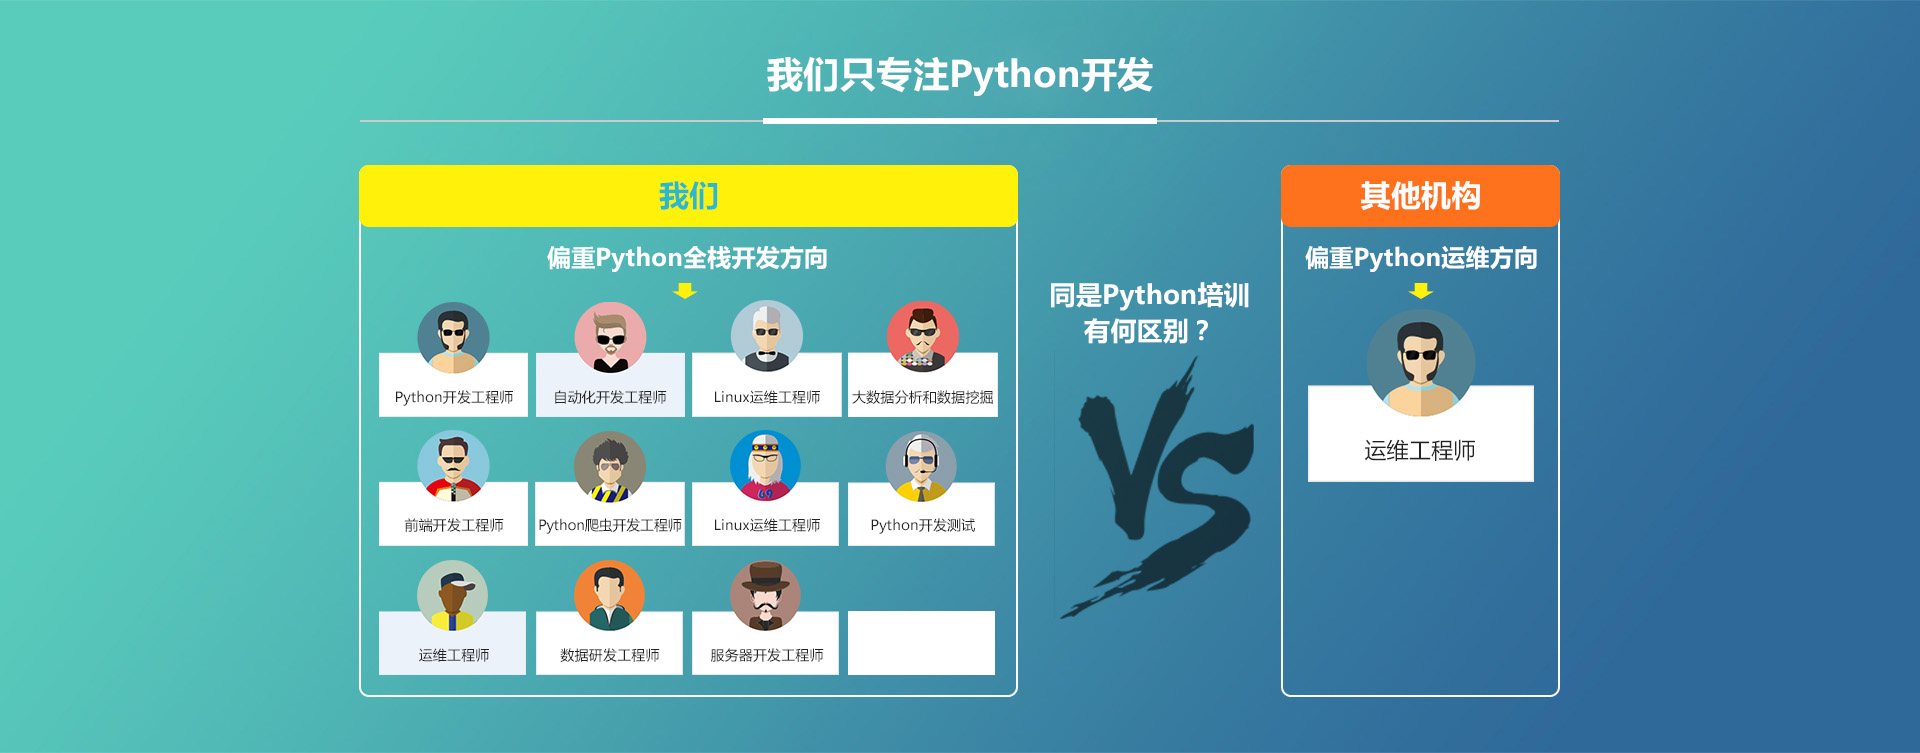 我们只专注Python开发
我们
偏重Python全栈开发方向
Python开发工程师
自动化开发工程师
Linux运维工程师
大数据分析和数据挖掘
前端开发工程师
Python爬虫开发工程师
Linux运维工程师
Python开发测试
运维工程师
数据研发工程师
服务器开发工程师
同是Python培训
有何区别？
VS
其他机构
偏重Python运维方向
运维工程师